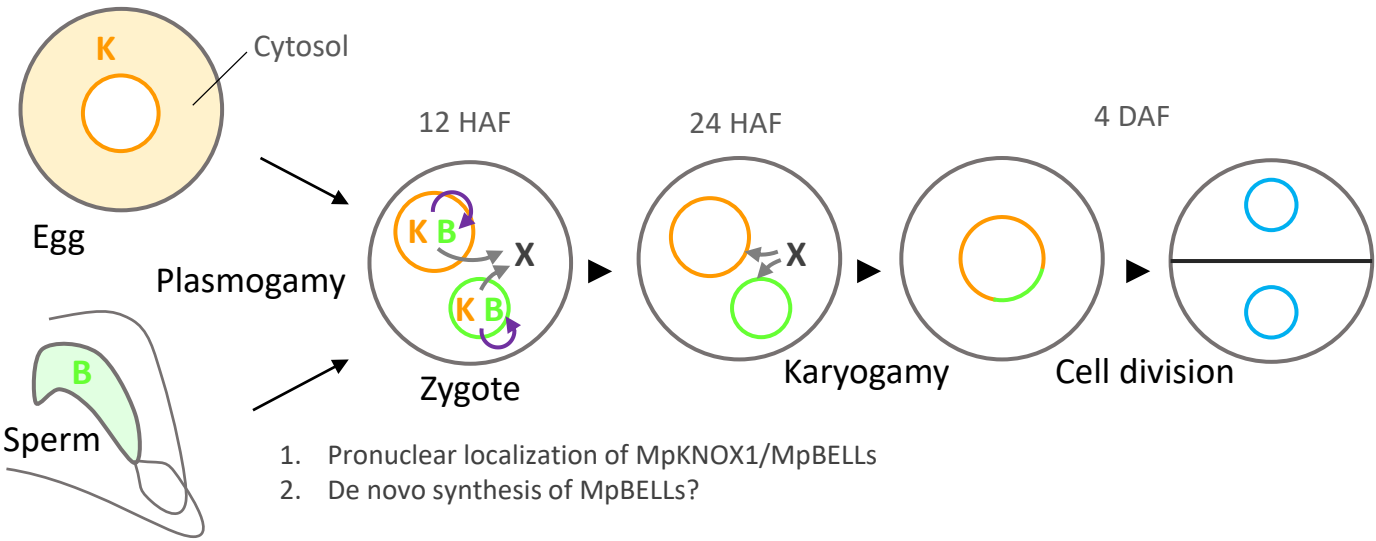 K
Cytosol
Egg
B
Sperm
Plasmogamy
12 HAF
K B
X
K B
Zygote
24 HAF
X
Karyogamy
4 DAF
Cell division
1. Pronuclear localization of MpKNOX1/MpBELLs
2. De novo synthesis of MpBELLs?